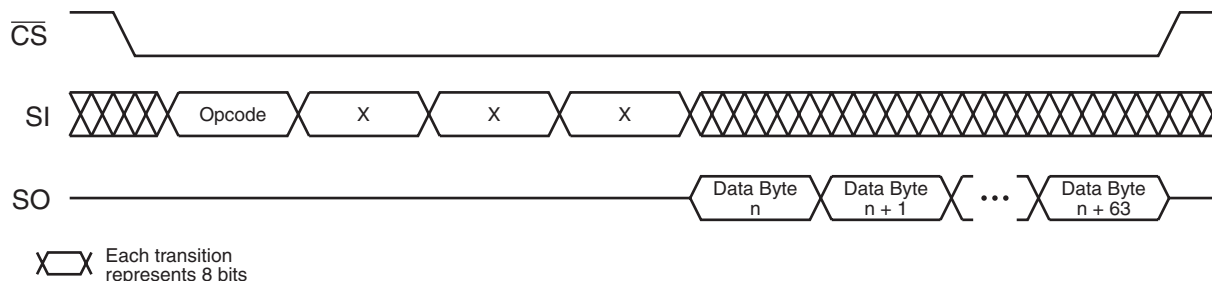 CS
SI
Opcode
X
X
X
SO
Data Byte
n
Data Byte
n + 1
•••
Data Byte
n + 63
Each transition
represents 8 bits